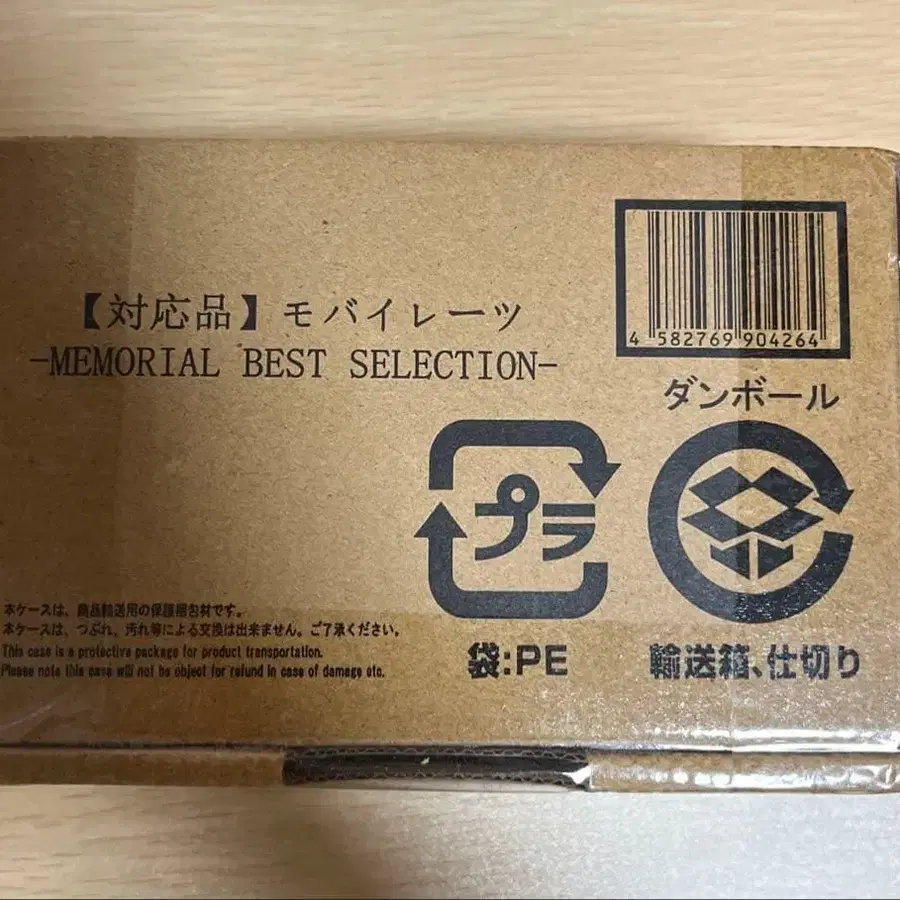 【対応品】モバイレーツ
-MEMORIAL BEST SELECTION-
4 582769 904264
ダンボール
プラ
袋:PE
輸送箱、仕切り
本ケースは、商品輸送用の保護梱包材です。
本ケースは、つぶれ、汚れ等による交換は出来ません。ご了承ください。
This case is a protective package for product transportation.
Please note this case will not be object for refund in case of damage etc.